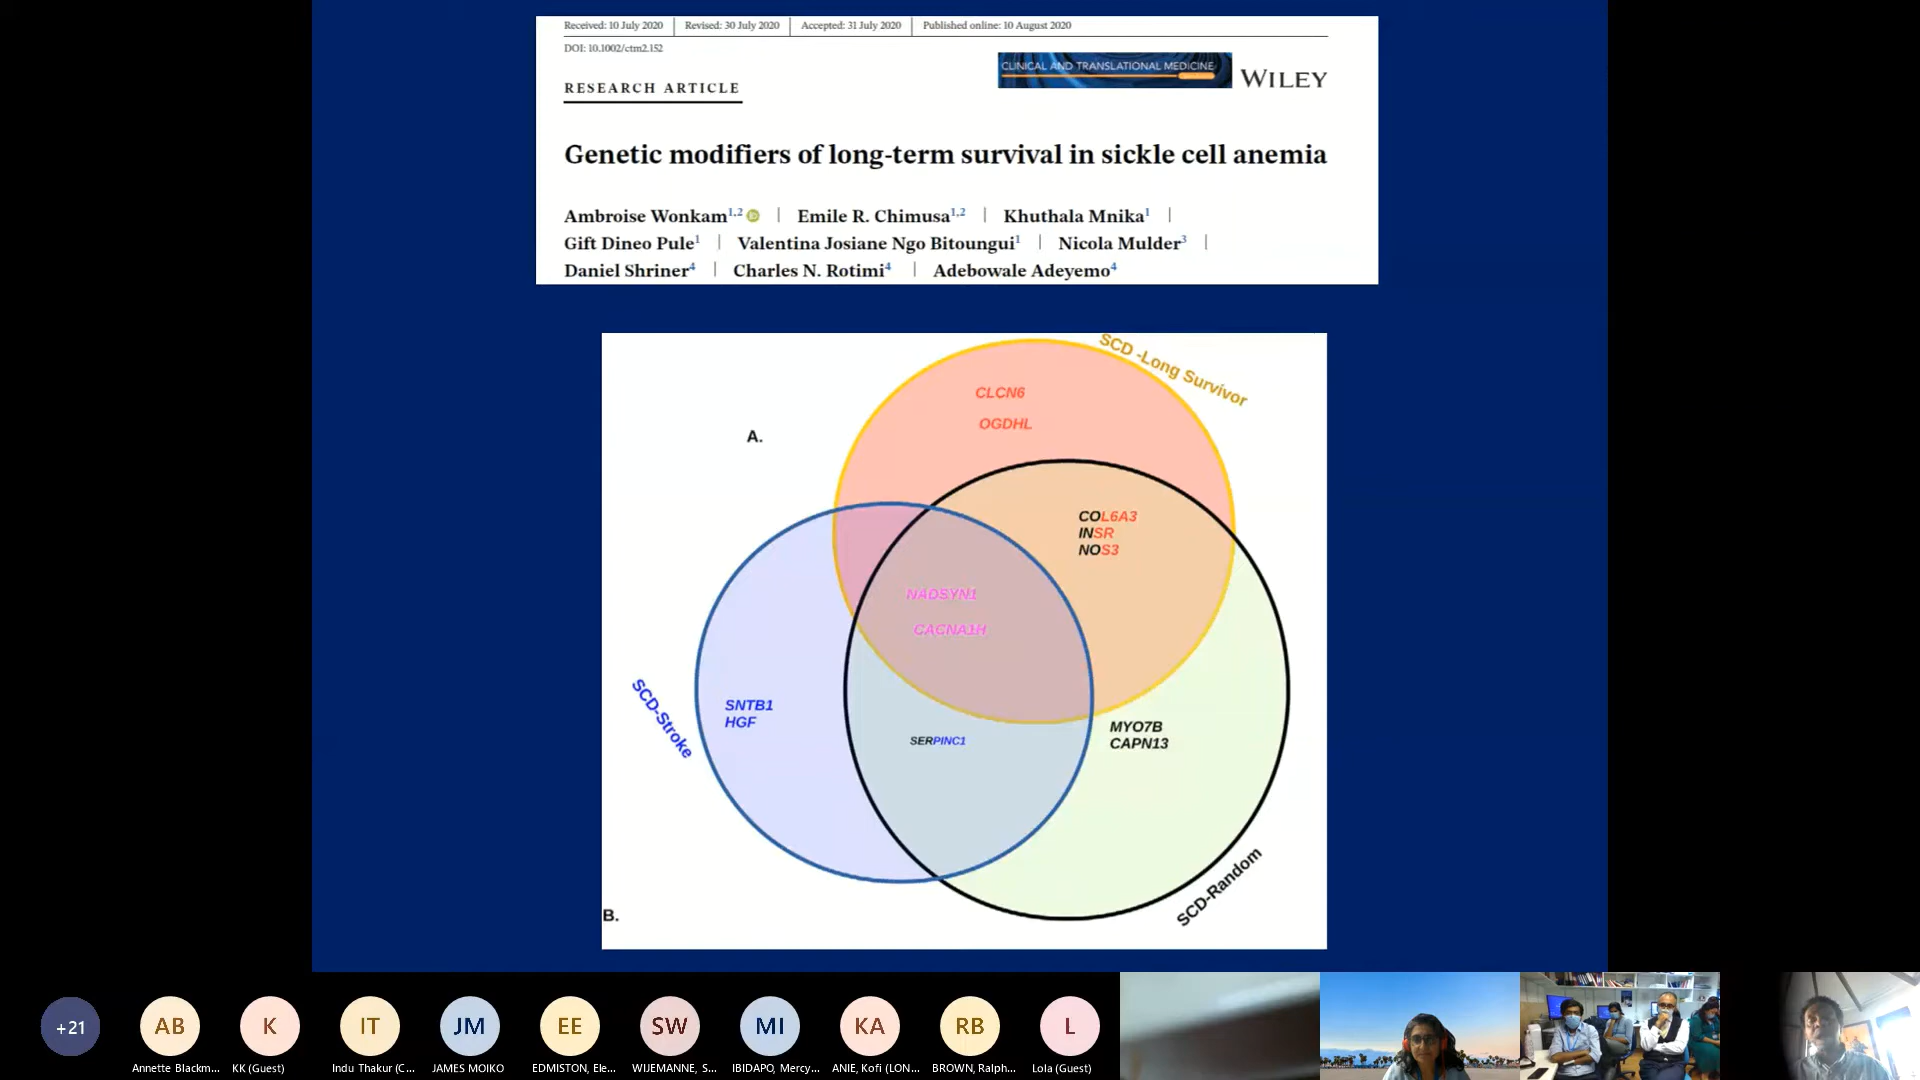 Received: 10 July 2020 | Revised: 30 July 2020 | Accepted: 31 July 2020 | Published online: 10 August 2020
DOI: 10.1002/ctm2.152
CLINICAL AND TRANSLATIONAL MEDICINE
WILEY
RESEARCH ARTICLE
Genetic modifiers of long-term survival in sickle cell anemia
Ambroise Wonkam1,2 | Emile R. Chimusa1,2 | Khuthala Mnika1 |
Gift Dineo Pule1 | Valentina Josiane Ngo Bitoungui1 | Nicola Mulder3 |
Daniel Shriner4 | Charles N. Rotimi4 | Adebowale Adeyemo4
SCD -Long Survivor
CLCN6
OGDHL
A.
COL6A3
INSR
NOS3
NADSYN1
CACNA1H
SCD-Stroke
SNTB1
HGF
SERPINC1
MYO7B
CAPN13
SCD-Random
B.
+21
AB
K
IT
JM
EE
SW
MI
KA
RB
L
Annette Blackm...
KK (Guest)
Indu Thakur (C...
JAMES MOIKO
EDMISTON, Ele...
WIJEMANNE, S...
IBIDAPO, Mercy...
ANIE, Kofi (LON...
BROWN, Ralph...
Lola (Guest)